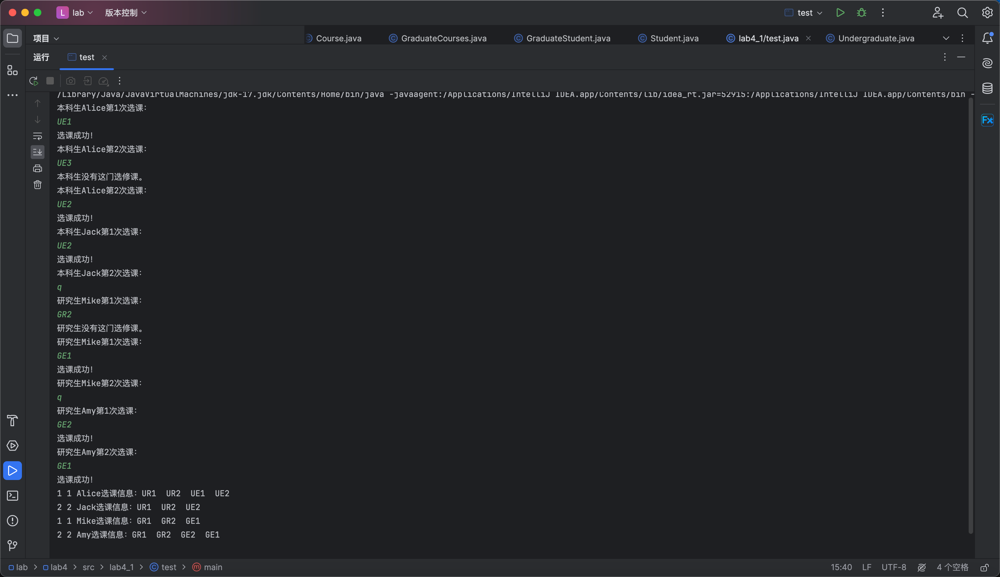 L lab 版本控制 test
项目 Course.java GraduateCourses.java GraduateStudent.java Student.java lab4_1/test.java Undergraduate.java
运行 test
/Library/Java/JavaVirtualMachines/jdk-17.jdk/Contents/Home/bin/java -javaagent:/Applications/IntelliJ IDEA.app/Contents/lib/idea_rt.jar=52915:/Applications/IntelliJ IDEA.app/Contents/bin -
本科生Alice第1次选课：
UE1
选课成功！
本科生Alice第2次选课：
UE3
本科生没有这门选修课。
本科生Alice第2次选课：
UE2
选课成功！
本科生Jack第1次选课：
UE2
选课成功！
本科生Jack第2次选课：
q
研究生Mike第1次选课：
GR2
研究生没有这门选修课。
研究生Mike第1次选课：
GE1
选课成功！
研究生Mike第2次选课：
q
研究生Amy第1次选课：
GE2
选课成功！
研究生Amy第2次选课：
GE1
选课成功！
1 1 Alice选课信息：UR1  UR2  UE1  UE2
2 2 Jack选课信息：UR1  UR2  UE2
1 1 Mike选课信息：GR1  GR2  GE1
2 2 Amy选课信息：GR1  GR2  GE2  GE1
Fx
lab > lab4 > src > lab4_1 > test > main 15:40 LF UTF-8 4 个空格